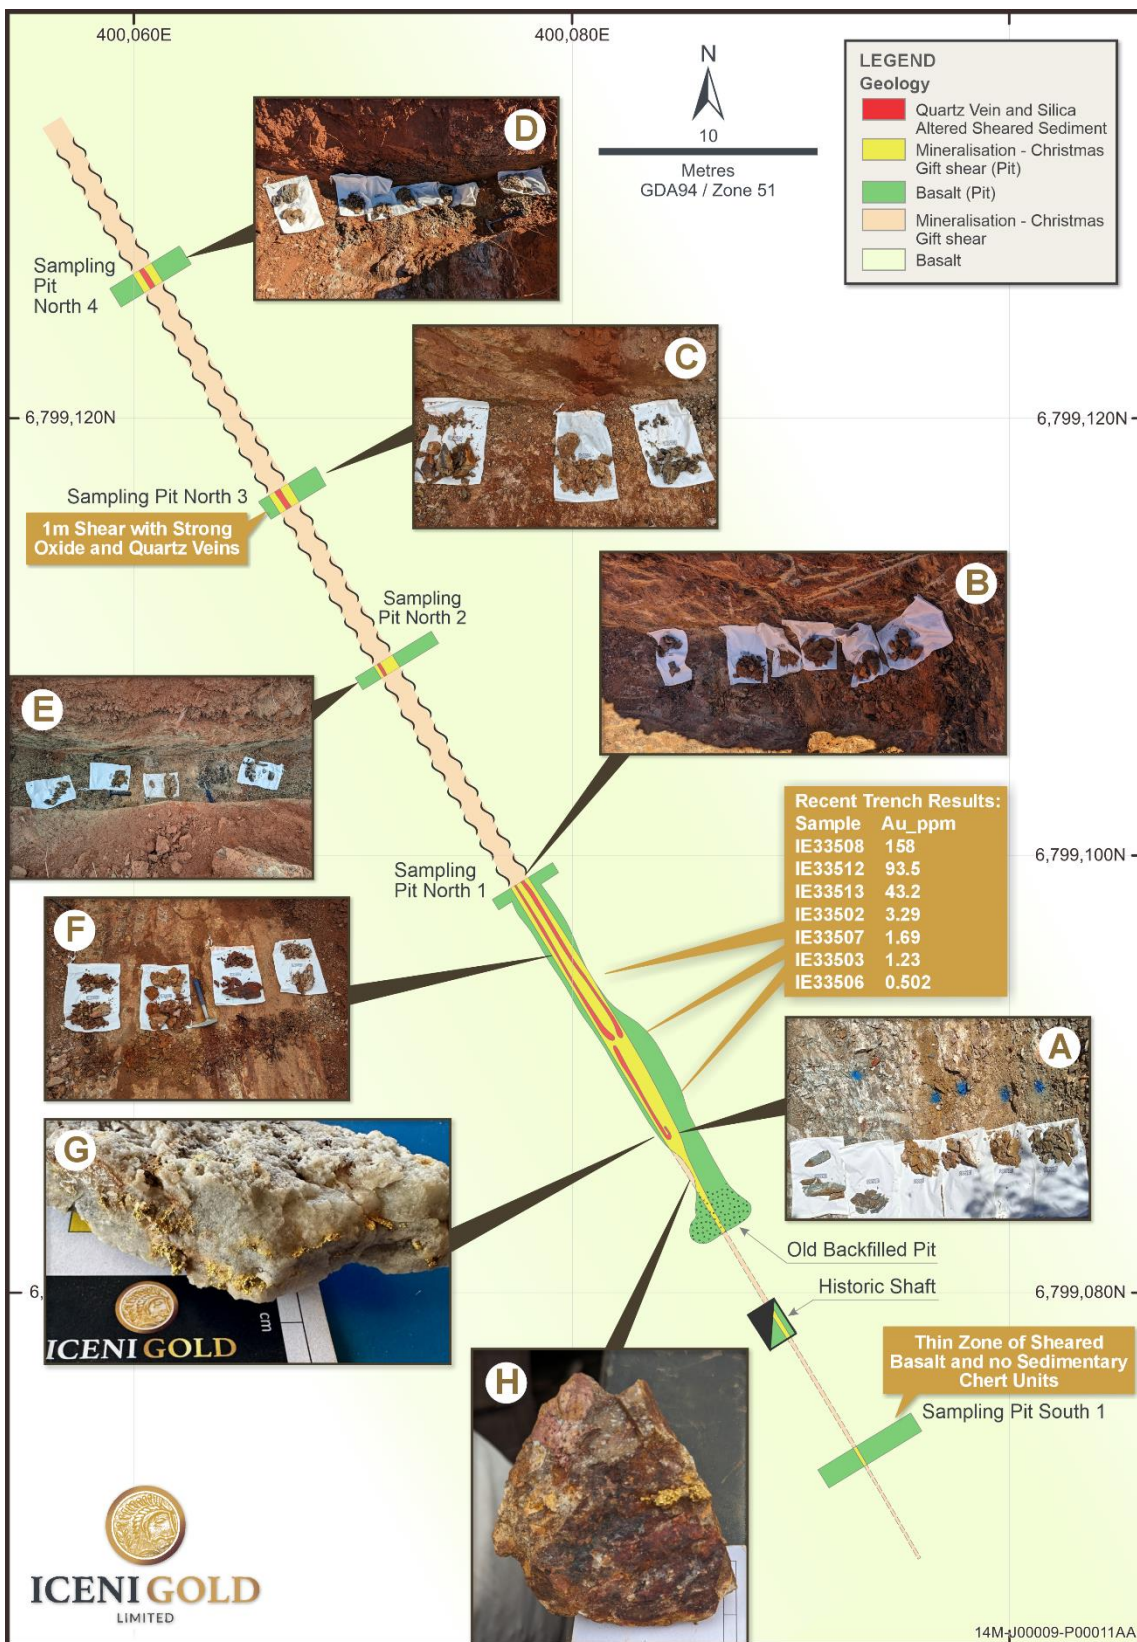 400,060E
400,080E
N
10
Metres
GDA94 / Zone 51
LEGEND
Geology
Quartz Vein and Silica
Altered Sheared Sediment
Mineralisation - Christmas
Gift shear (Pit)
Basalt (Pit)
Mineralisation - Christmas
Gift shear
Basalt
D
Sampling
Pit
North 4
C
6,799,120N
6,799,120N
Sampling Pit North 3
1m Shear with Strong
Oxide and Quartz Veins
B
Sampling
Pit North 2
E
Recent Trench Results:
Sample Au_ppm
IE33508 158
IE33512 93.5
IE33513 43.2
IE33502 3.29
IE33507 1.69
IE33503 1.23
IE33506 0.502
6,799,100N
Sampling
Pit North 1
F
A
G
Old Backfilled Pit
Historic Shaft
6,
6,799,080N
cm
ICENI GOLD
Thin Zone of Sheared
Basalt and no Sedimentary
Chert Units
H
Sampling Pit South 1
ICENI GOLD
LIMITED
14M-J00009-P00011AA